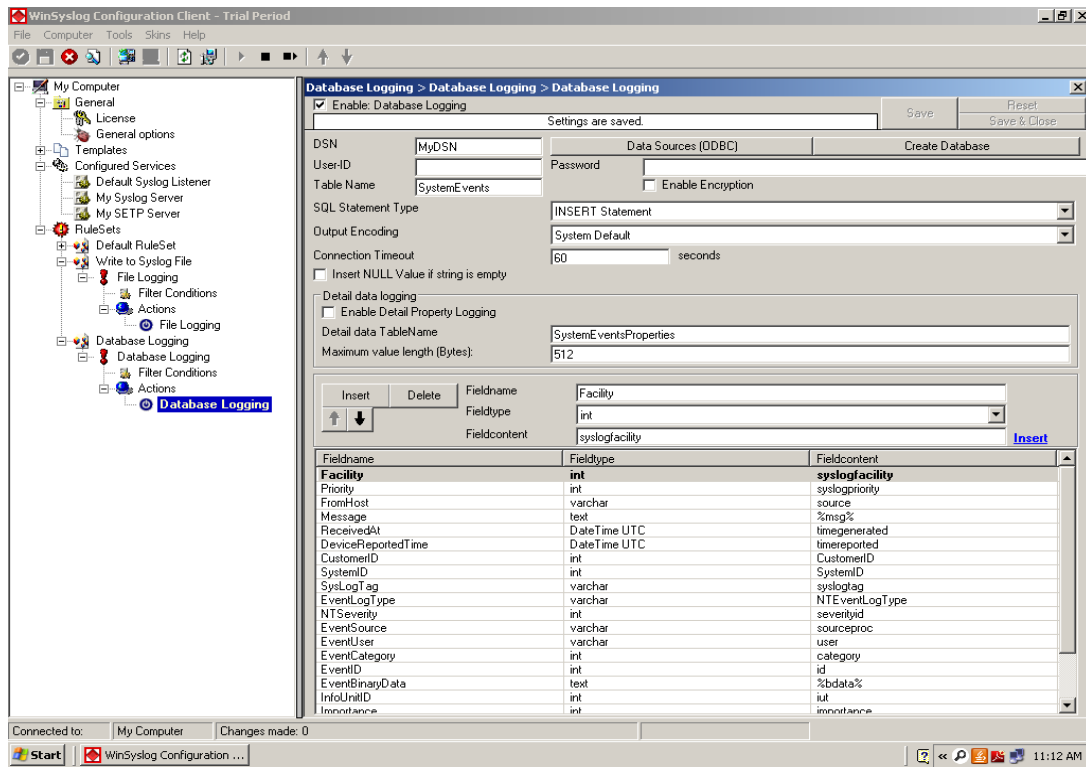 WinSyslog Configuration Client - Trial Period
File Computer Tools Skins Help
My Computer
General
License
General options
Templates
Configured Services
Default Syslog Listener
My Syslog Server
My SETP Server
RuleSets
Default RuleSet
Write to Syslog File
File Logging
Filter Conditions
Actions
File Logging
Database Logging
Database Logging
Filter Conditions
Actions
Database Logging
Database Logging > Database Logging > Database Logging
Enable: Database Logging
Settings are saved.
Save
Reset
Save & Close
DSN MyDSN Data Sources (ODBC) Create Database
User-ID Password
Table Name SystemEvents Enable Encryption
SQL Statement Type INSERT Statement
Output Encoding System Default
Connection Timeout 60 seconds
Insert NULL Value if string is empty
Detail data logging
Enable Detail Property Logging
Detail data TableName SystemEventsProperties
Maximum value length (Bytes): 512
Insert Delete Fieldname Facility
Fieldtype int
Fieldcontent syslogfacility Insert
Fieldname Fieldtype Fieldcontent
Facility int syslogfacility
Priority int syslogpriority
FromHost varchar source
Message text %msg%
ReceivedAt DateTime UTC timegenerated
DeviceReportedTime DateTime UTC timereported
CustomerID int CustomerID
SystemID int SystemID
SysLogTag varchar syslogtag
EventLogType varchar NTEventLogType
NTSeverity int severityid
EventSource varchar sourceproc
EventUser varchar user
EventCategory int category
EventID int id
EventBinaryData text %bdata%
InfoUnitID int iut
Importance int importance
Connected to: My Computer Changes made: 0
Start WinSyslog Configuration ... 11:12 AM